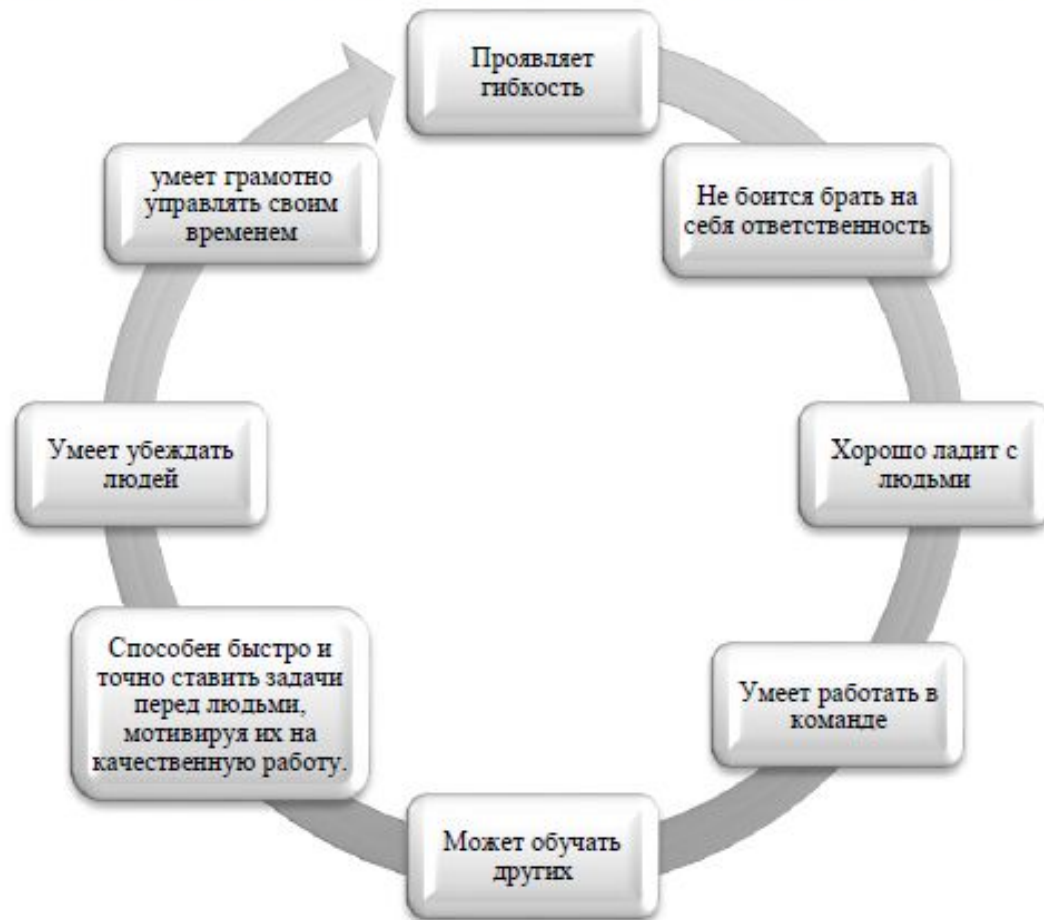 Проявляет
гибкость
Не боится брать на
себя ответственность
Хорошо ладит с
людьми
Умеет работать в
команде
Может обучать
других
Способен быстро и
точно ставить задачи
перед людьми,
мотивируя их на
качественную работу.
Умеет убеждать
людей
умеет грамотно
управлять своим
временем